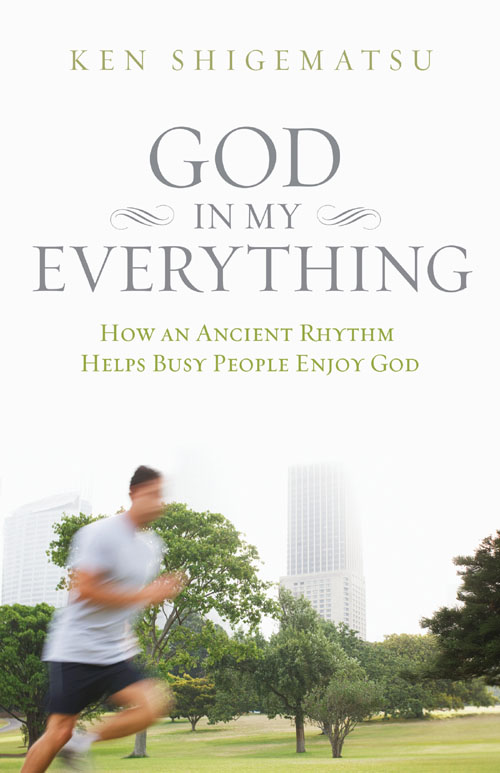 KEN SHIGEMATSU
GOD
IN MY
EVERYTHING
HOW AN ANCIENT RHYTHM
HELPS BUSY PEOPLE ENJOY GOD